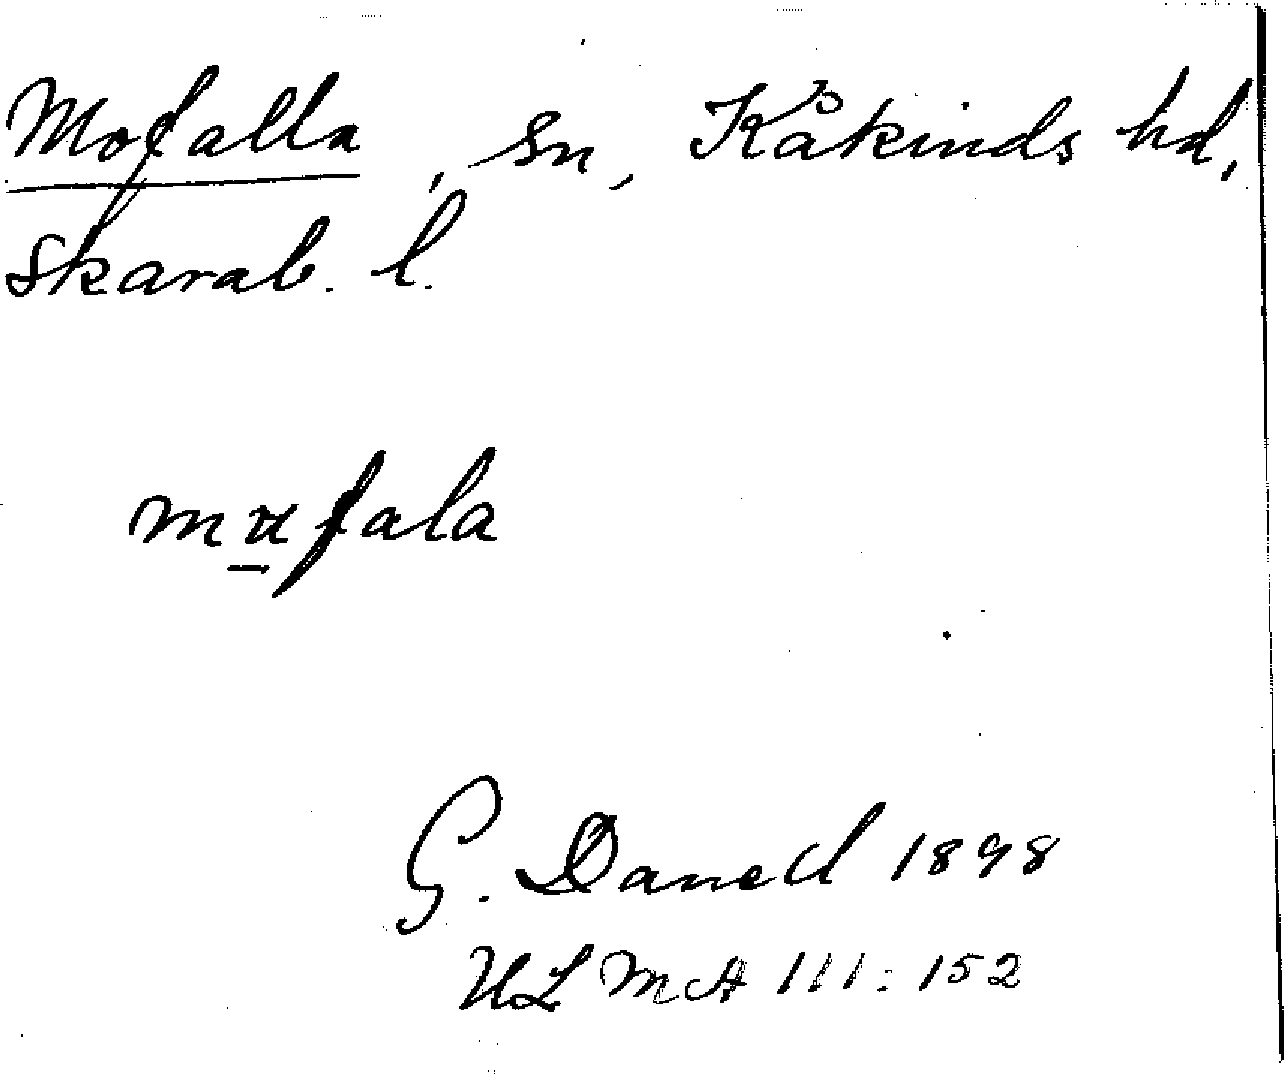 Mofalla, Sn, Kåkinds hd,
Skarab. l.
mufala
G. Danell 1898
ULMA 111:152